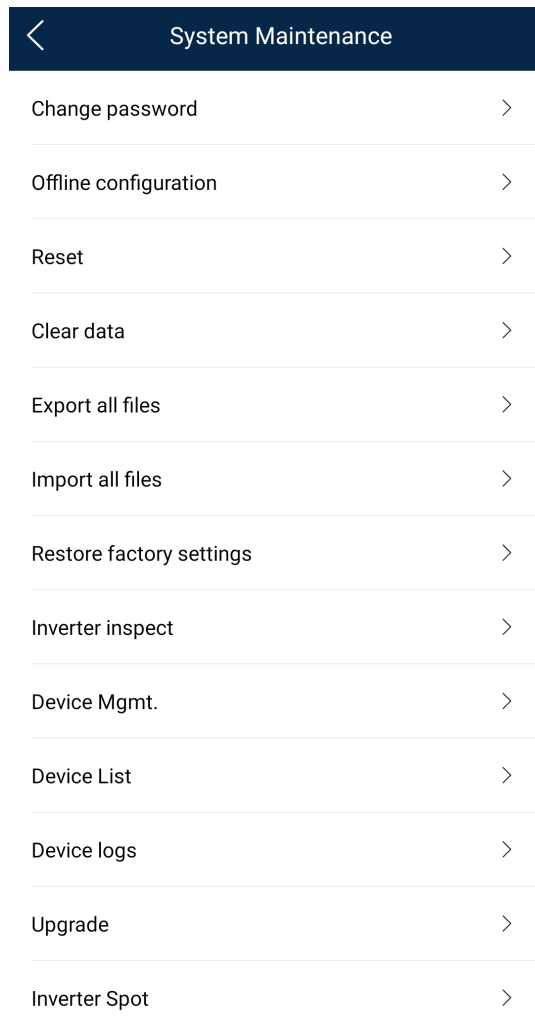 System Maintenance
Change password
Offline configuration
Reset
Clear data
Export all files
Import all files
Restore factory settings
Inverter inspect
Device Mgmt.
Device List
Device logs
Upgrade
Inverter Spot